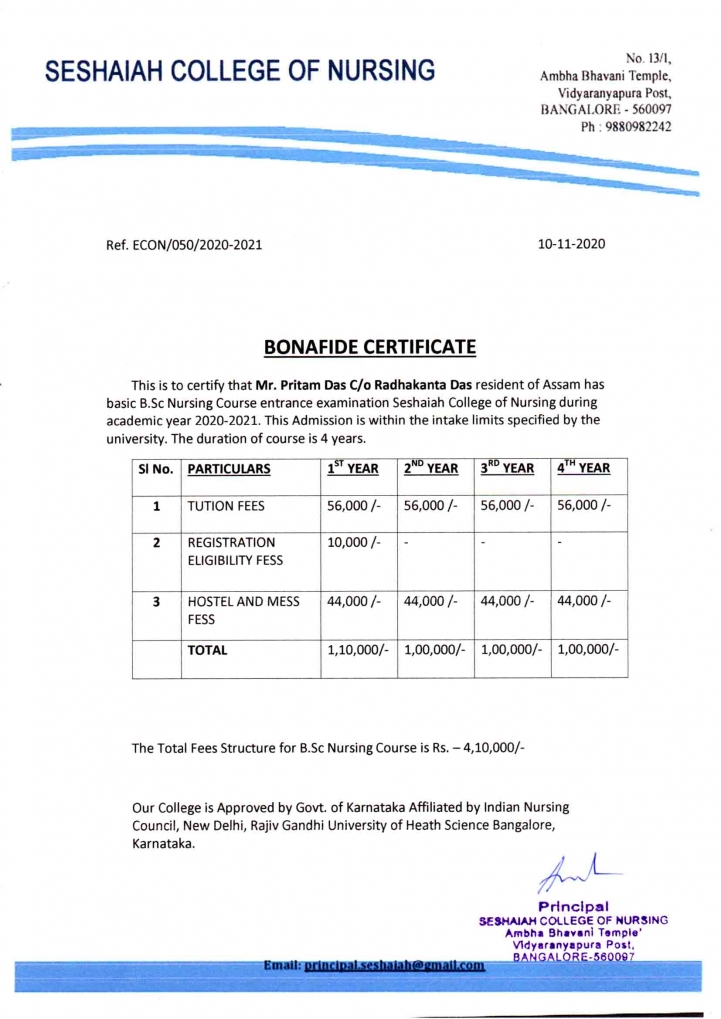 SESHAIAH COLLEGE OF NURSING
No. 13/1,
Ambha Bhavani Temple,
Vidyaranyapura Post,
BANGALORE - 560097
Ph : 9880982242
Ref. ECON/050/2020-2021 10-11-2020
BONAFIDE CERTIFICATE
This is to certify that Mr. Pritam Das C/o Radhakanta Das resident of Assam has
basic B.Sc Nursing Course entrance examination Seshaiah College of Nursing during
academic year 2020-2021. This Admission is within the intake limits specified by the
university. The duration of course is 4 years.
Sl No. PARTICULARS 1ST YEAR 2ND YEAR 3RD YEAR 4TH YEAR
1 TUTION FEES 56,000 /- 56,000 /- 56,000 /- 56,000 /-
2 REGISTRATION 10,000 /- - - -
ELIGIBILITY FESS
3 HOSTEL AND MESS 44,000 /- 44,000 /- 44,000 /- 44,000 /-
FESS
TOTAL 1,10,000/- 1,00,000/- 1,00,000/- 1,00,000/-
The Total Fees Structure for B.Sc Nursing Course is Rs. – 4,10,000/-
Our College is Approved by Govt. of Karnataka Affiliated by Indian Nursing
Council, New Delhi, Rajiv Gandhi University of Heath Science Bangalore,
Karnataka.
Principal
SESHAIAH COLLEGE OF NURSING
Ambha Bhavani Temple'
Vidyaranyapura Post,
BANGALORE-560097
Email: principal.seshaiah@gmail.com